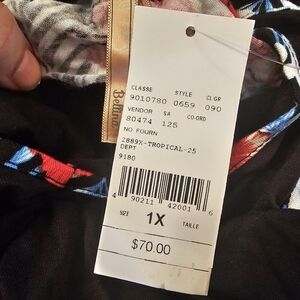 Bellina
CLASSE STYLE CLGR
9010780 0659 090
VENDOR SA CO-ORD
80474 125
NO FOURN
2889X-TROPICAL-25
DEPT
9180
4 90211 42001 6
SIZE 1X TAILLE
$70.00